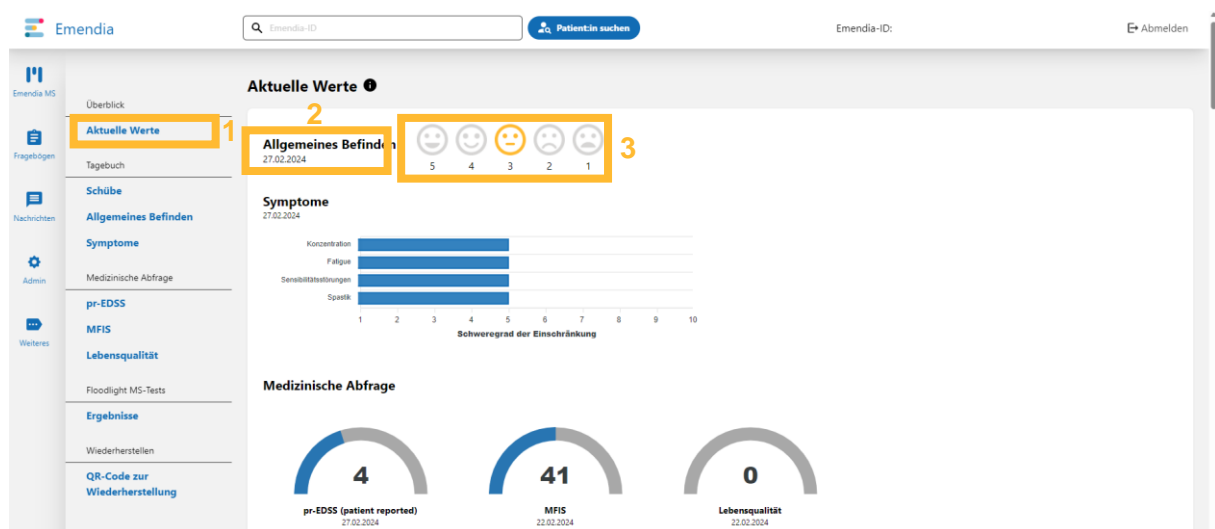 Emendia
Emendia-ID
Patient:in suchen
Emendia-ID:
Abmelden
Emendia MS
Fragebögen
Nachrichten
Admin
Weiteres
Überblick
Aktuelle Werte
1
Tagebuch
Schübe
Allgemeines Befinden
Symptome
Medizinische Abfrage
pr-EDSS
MFIS
Lebensqualität
Floodlight MS-Tests
Ergebnisse
Wiederherstellen
QR-Code zur
Wiederherstellung
Aktuelle Werte
2
Allgemeines Befinden
27.02.2024
5 4 3 2 1
3
Symptome
27.02.2024
Konzentration
Fatigue
Sensibilitätsstörungen
Spastik
1 2 3 4 5 6 7 8 9 10
Schweregrad der Einschränkung
Medizinische Abfrage
4
pr-EDSS (patient reported)
27.02.2024
41
MFIS
22.02.2024
0
Lebensqualität
22.02.2024